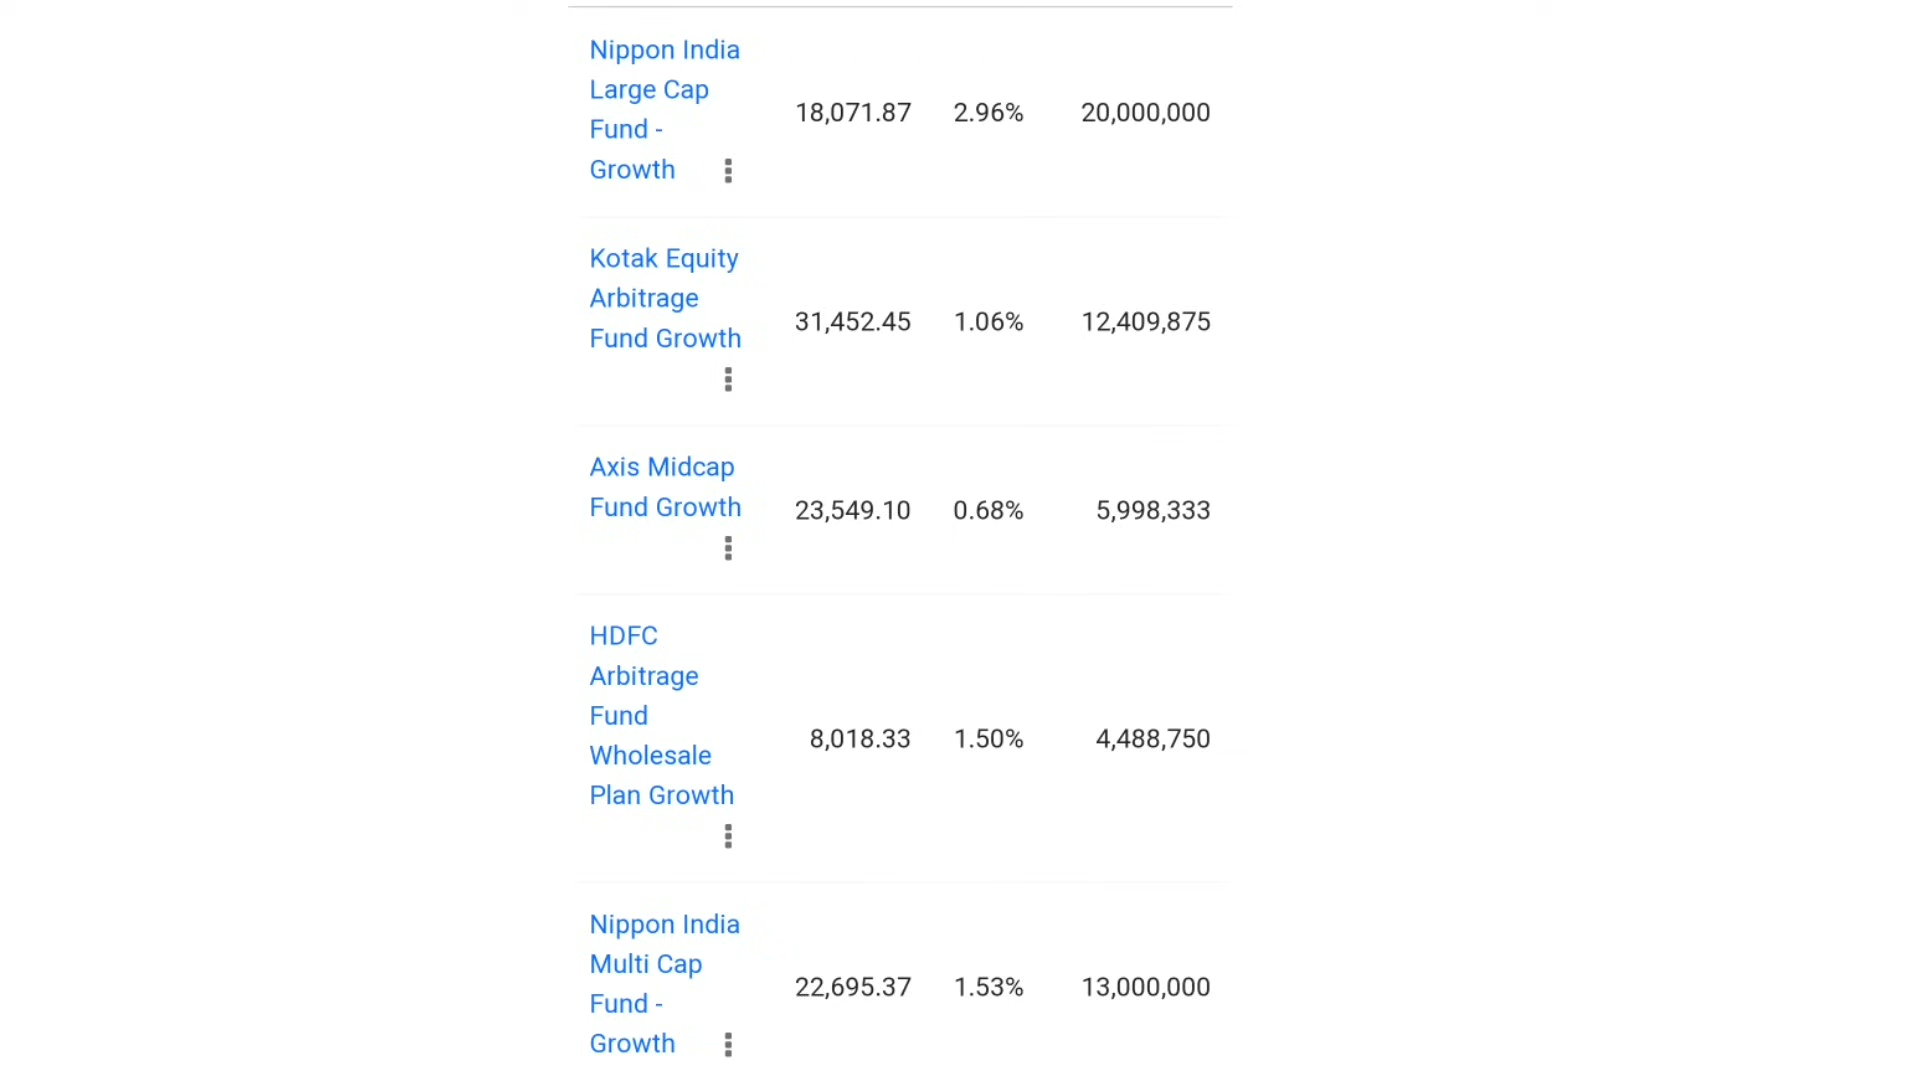 Nippon India
Large Cap
Fund -
Growth
18,071.87 2.96% 20,000,000
Kotak Equity
Arbitrage
Fund Growth
31,452.45 1.06% 12,409,875
Axis Midcap
Fund Growth
23,549.10 0.68% 5,998,333
HDFC
Arbitrage
Fund
Wholesale
Plan Growth
8,018.33 1.50% 4,488,750
Nippon India
Multi Cap
Fund -
Growth
22,695.37 1.53% 13,000,000